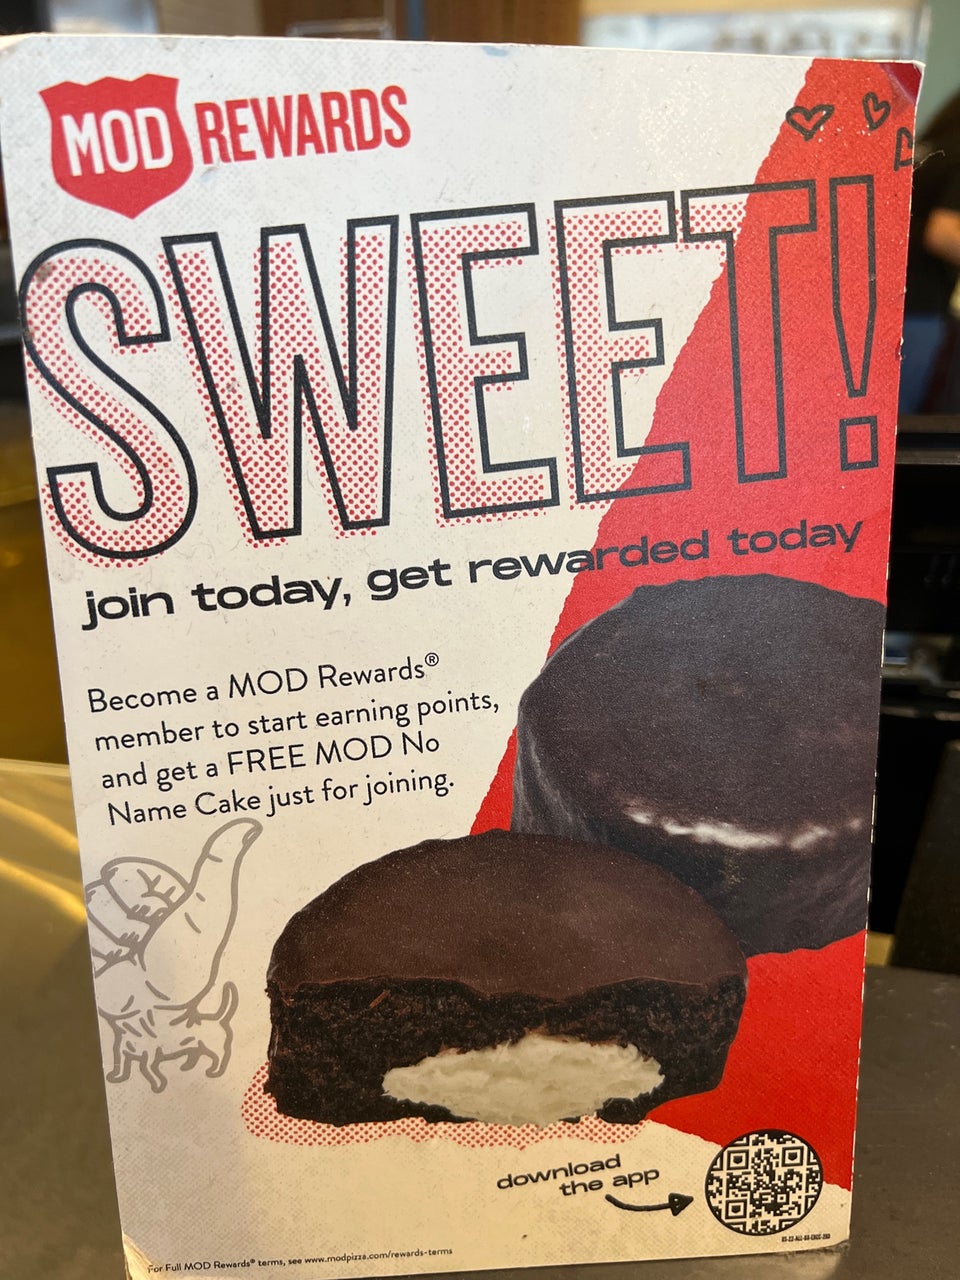 MOD REWARDS
SWEET!
join today, get rewarded today
Become a MOD Rewards®
member to start earning points,
and get a FREE MOD No
Name Cake just for joining.
download
the app
For Full MOD Rewards® terms, see www.modpizza.com/rewards-terms